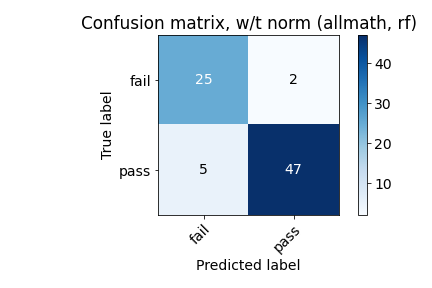 Confusion matrix, w/t norm (allmath, rf)
True label
fail
25
2
pass
5
47
fail
pass
Predicted label
40
30
20
10